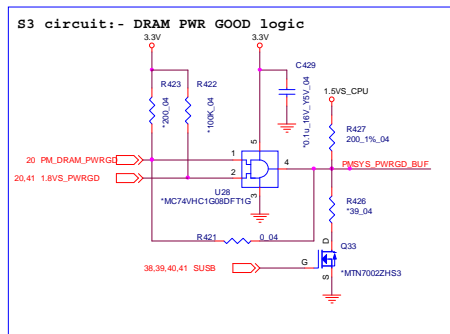 S3 circuit:- DRAM PWR GOOD logic
3.3V
3.3V
C429
*0.1u_16V_Y5V_04
1.5VS_CPU
R423
*200_04
R422
*100K_04
R427
200_1%_04
20 PM_DRAM_PWRGD
1
5
4
PMSYS_PWRGD_BUF
20,41 1.8VS_PWRGD
2
3
U28
*MC74VHC1G08DFT1G
R426
*39_04
R421
0_04
Q33
D
38,39,40,41 SUSB
G
*MTN7002ZHS3
S